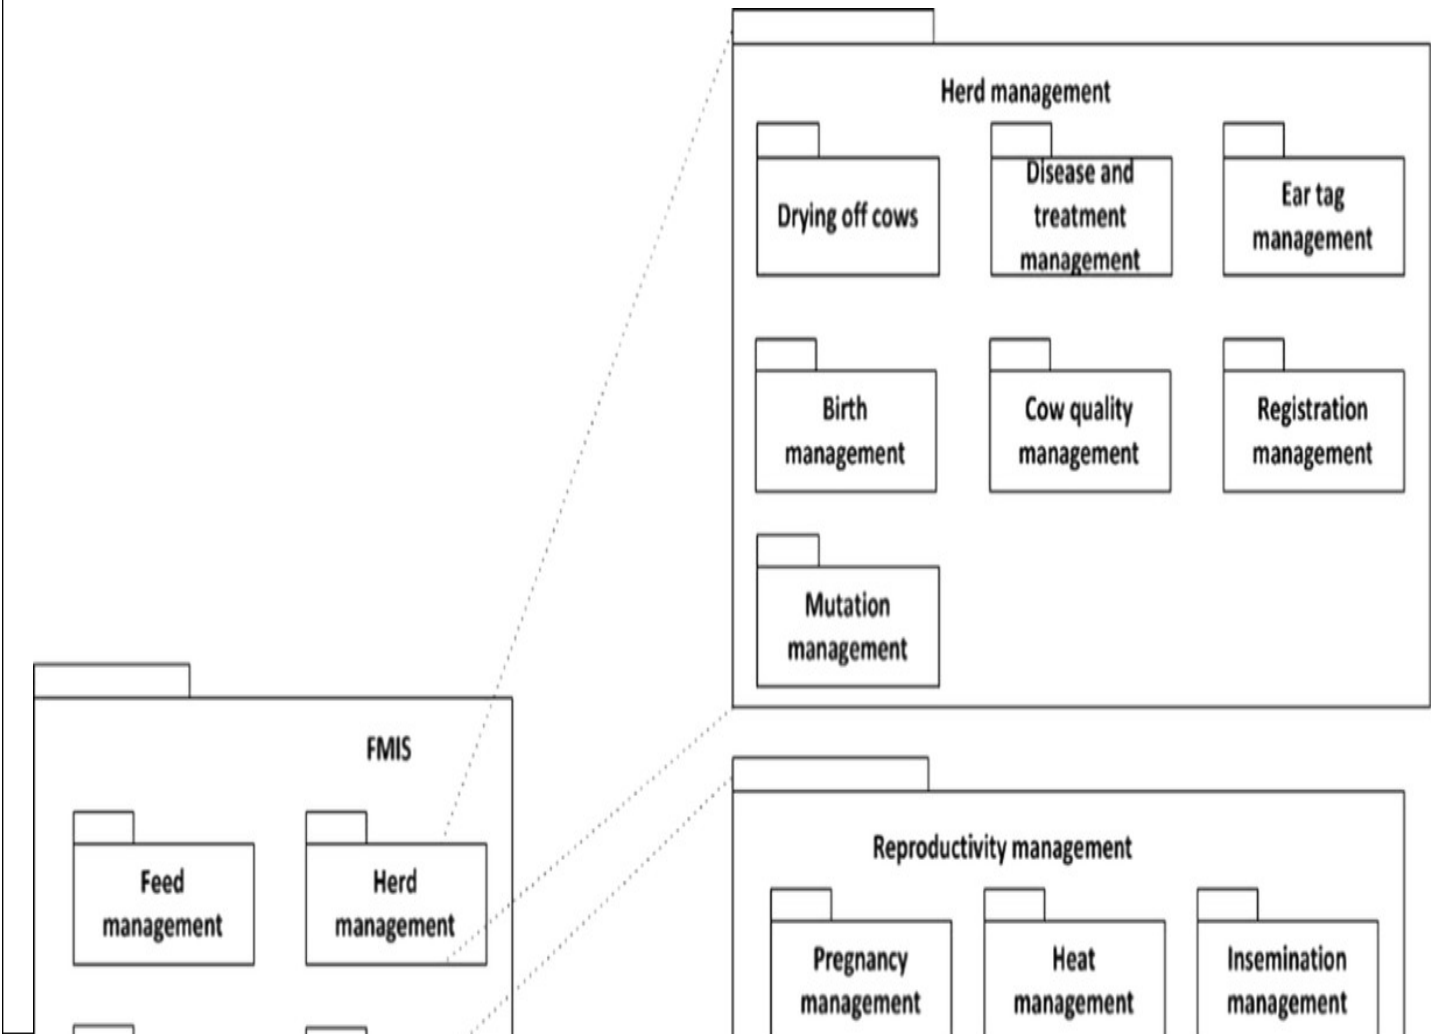 Herd management
Drying off cows
Disease and
treatment
management
Ear tag
management
Birth
management
Cow quality
management
Registration
management
Mutation
management
FMIS
Feed
management
Herd
management
Reproductivity management
Pregnancy
management
Heat
management
Insemination
management